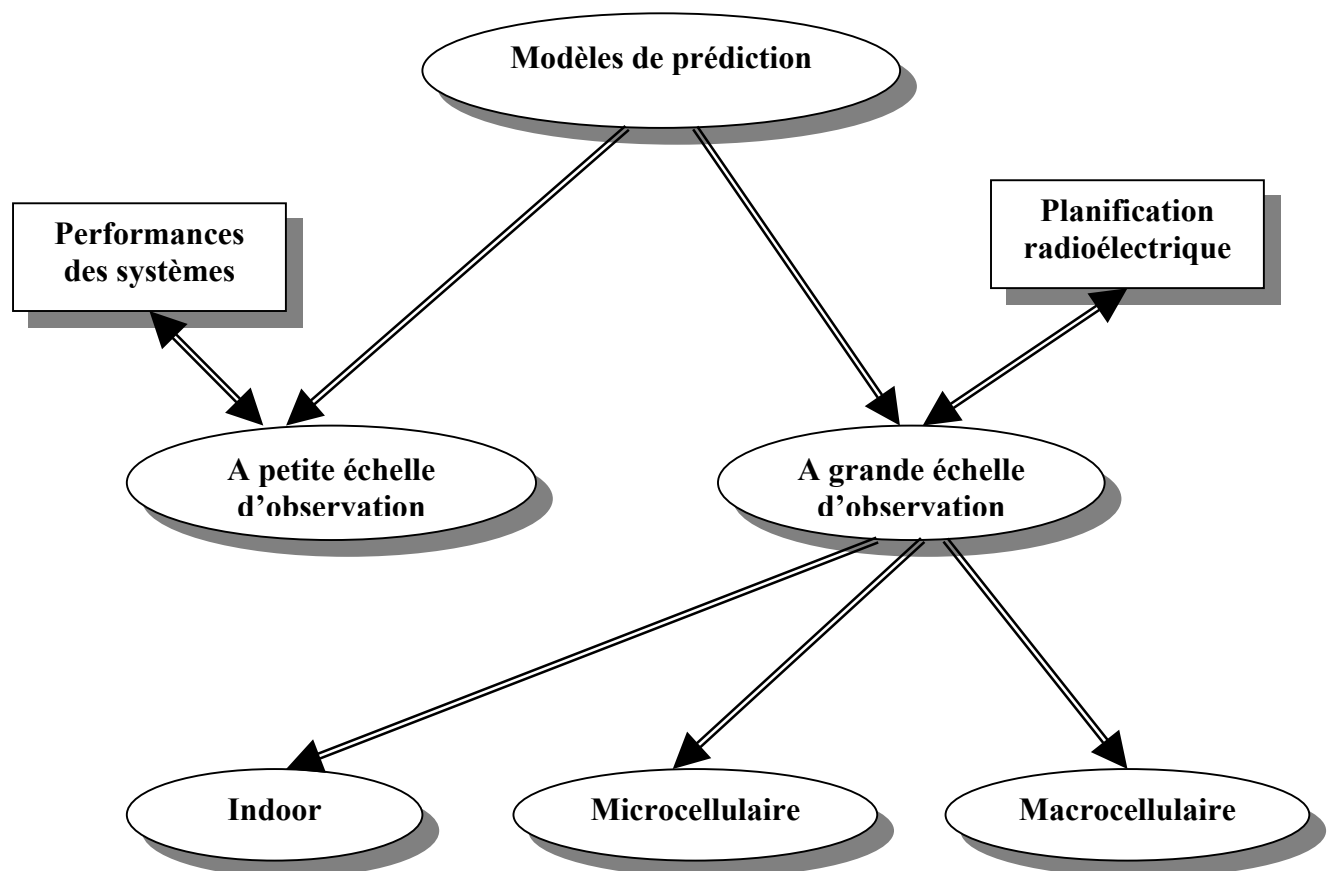 Modèles de prédiction
Performances
des systèmes
Planification
radioélectrique
A petite échelle
d’observation
A grande échelle
d’observation
Indoor
Microcellulaire
Macrocellulaire